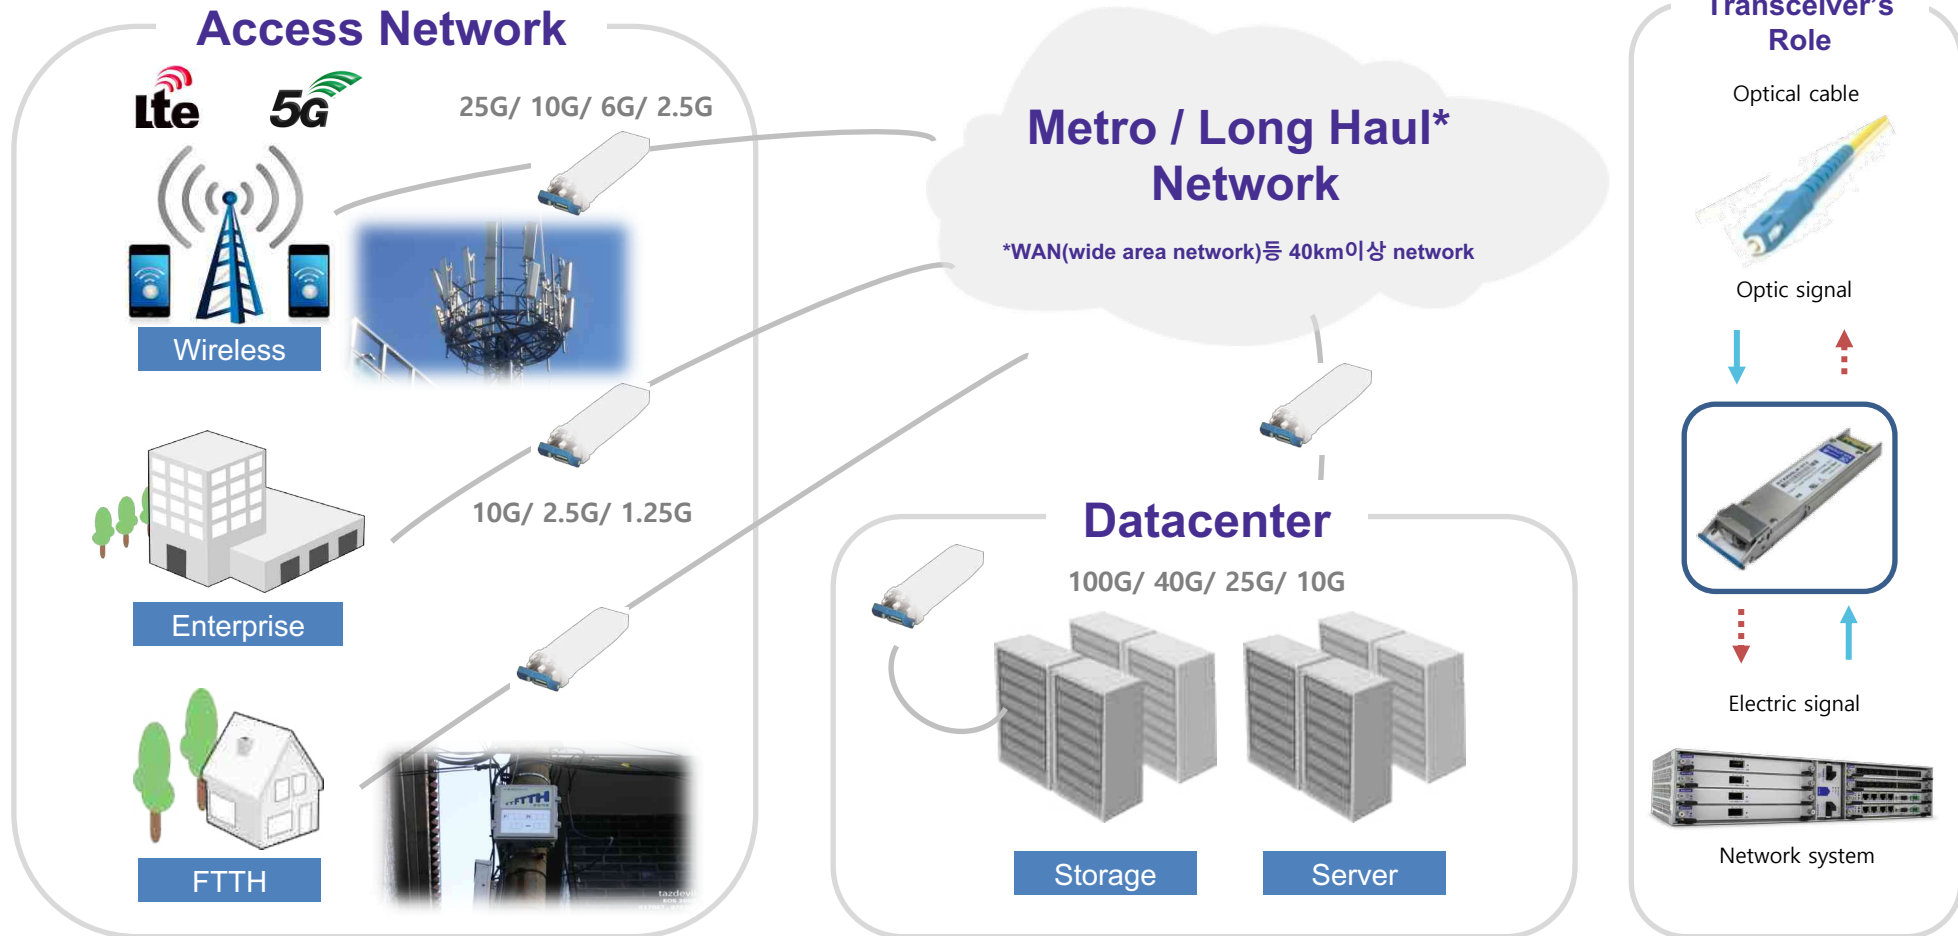 Access Network
Lte
5G
25G/ 10G/ 6G/ 2.5G
Wireless
10G/ 2.5G/ 1.25G
Enterprise
FTTH
FTTH
Metro / Long Haul*
Network
*WAN(wide area network)등 40km이상 network
Datacenter
100G/ 40G/ 25G/ 10G
Storage
Server
Transceiver's
Role
Optical cable
Optic signal
Electric signal
Network system